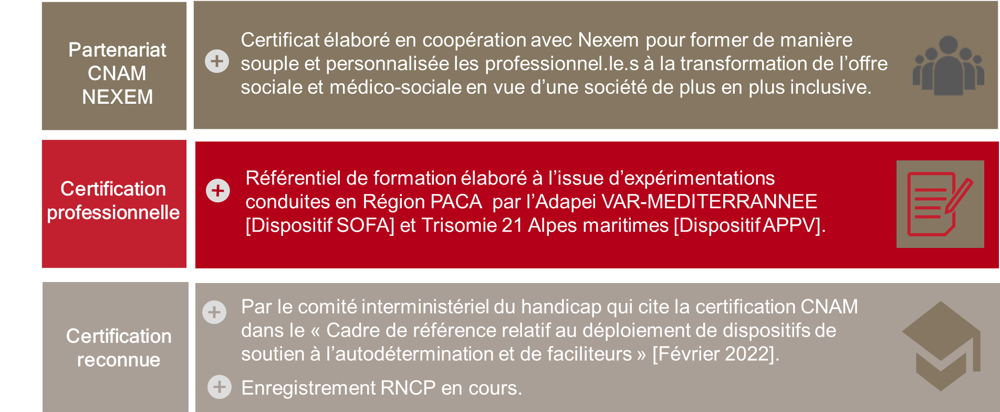 Partenariat
CNAM
NEXEM
Certificat élaboré en coopération avec Nexem pour former de manière
souple et personnalisée les professionnel.le.s à la transformation de l’offre
sociale et médico-sociale en vue d’une société de plus en plus inclusive.
Certification
professionnelle
Référentiel de formation élaboré à l’issue d’expérimentations
conduites en Région PACA par l’Adapei VAR-MEDITERRANNEE
[Dispositif SOFA] et Trisomie 21 Alpes maritimes [Dispositif APPV].
Certification
reconnue
Par le comité interministériel du handicap qui cite la certification CNAM
dans le « Cadre de référence relatif au déploiement de dispositifs de
soutien à l’autodétermination et de faciliteurs » [Février 2022].
Enregistrement RNCP en cours.